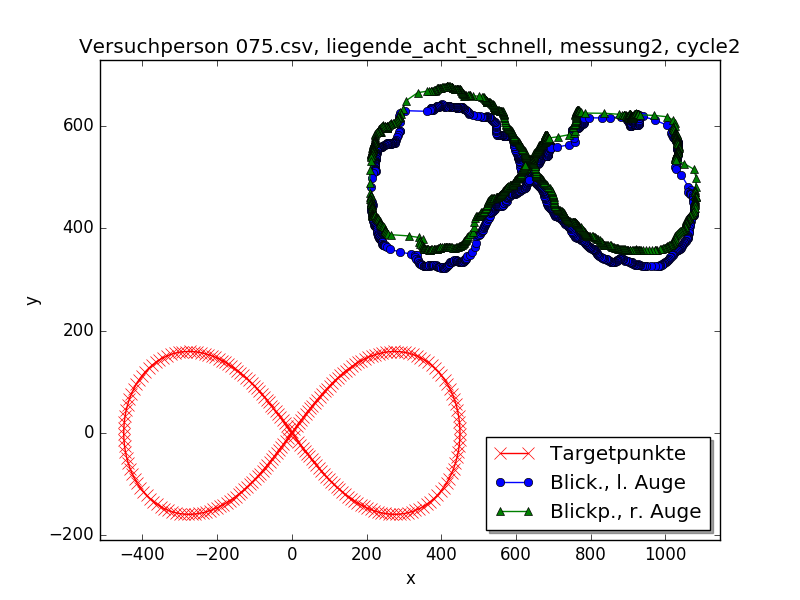 Versuchperson 075.csv, liegende_acht_schnell, messung2, cycle2
600
400
200
0
−200
y
−400
−200
0
200
400
600
800
1000
x
Targetpunkte
Blick., l. Auge
Blickp., r. Auge